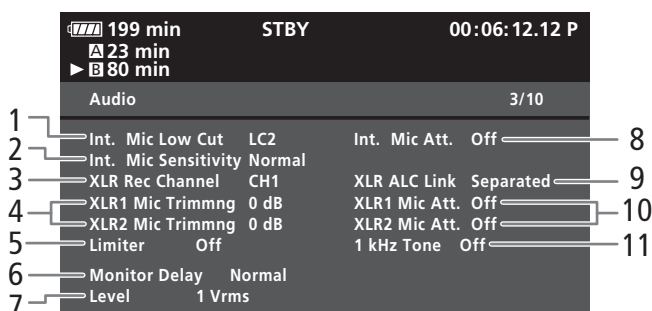 199 min STBY 00:06:12.12 P
A 23 min
▶ B 80 min
Audio 3/10
1 Int. Mic Low Cut LC2 Int. Mic Att. Off 8
2 Int. Mic Sensitivity Normal
3 XLR Rec Channel CH1 XLR ALC Link Separated 9
4 XLR1 Mic Trimmng 0 dB XLR1 Mic Att. Off 10
XLR2 Mic Trimmng 0 dB XLR2 Mic Att. Off
5 Limiter Off 1 kHz Tone Off 11
6 Monitor Delay Normal
7 Level 1 Vrms